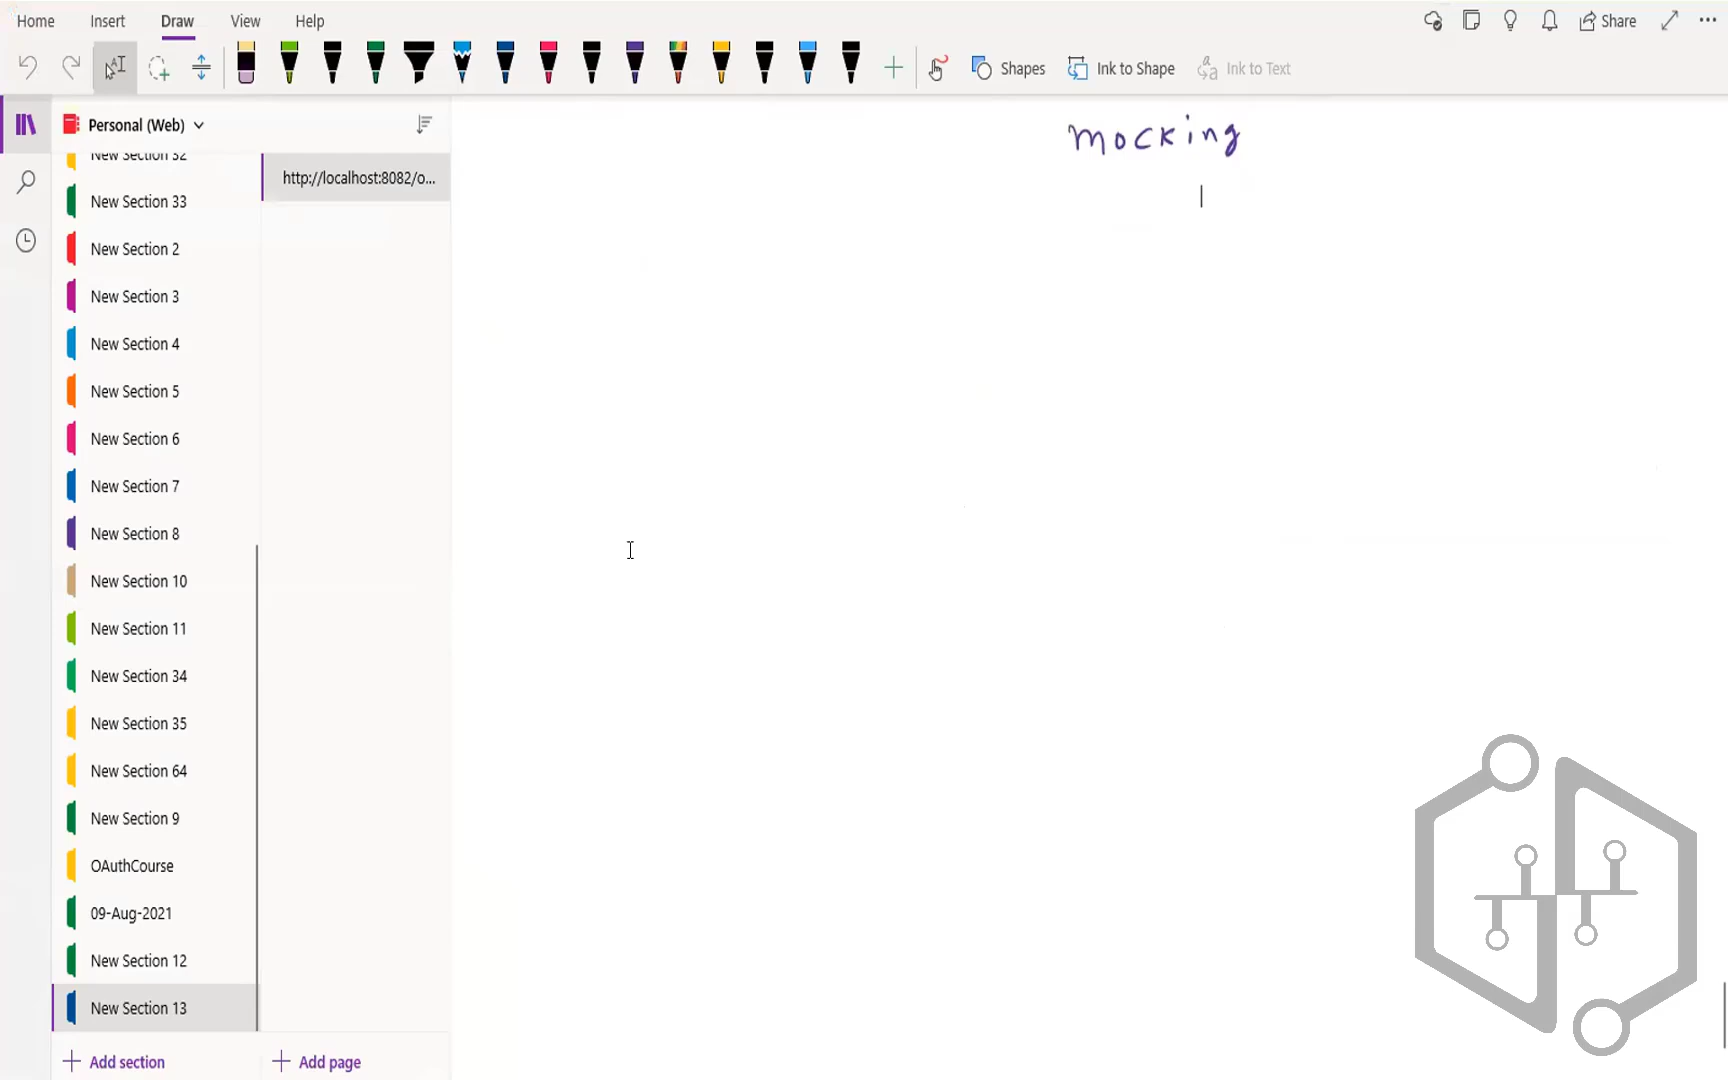 Home Insert Draw View Help Share
Shapes Ink to Shape Ink to Text
Personal (Web)
New Section 32
New Section 33
New Section 2
New Section 3
New Section 4
New Section 5
New Section 6
New Section 7
New Section 8
New Section 10
New Section 11
New Section 34
New Section 35
New Section 64
New Section 9
OAuthCourse
09-Aug-2021
New Section 12
New Section 13
Add section
http://localhost:8082/o...
Add page
mocking